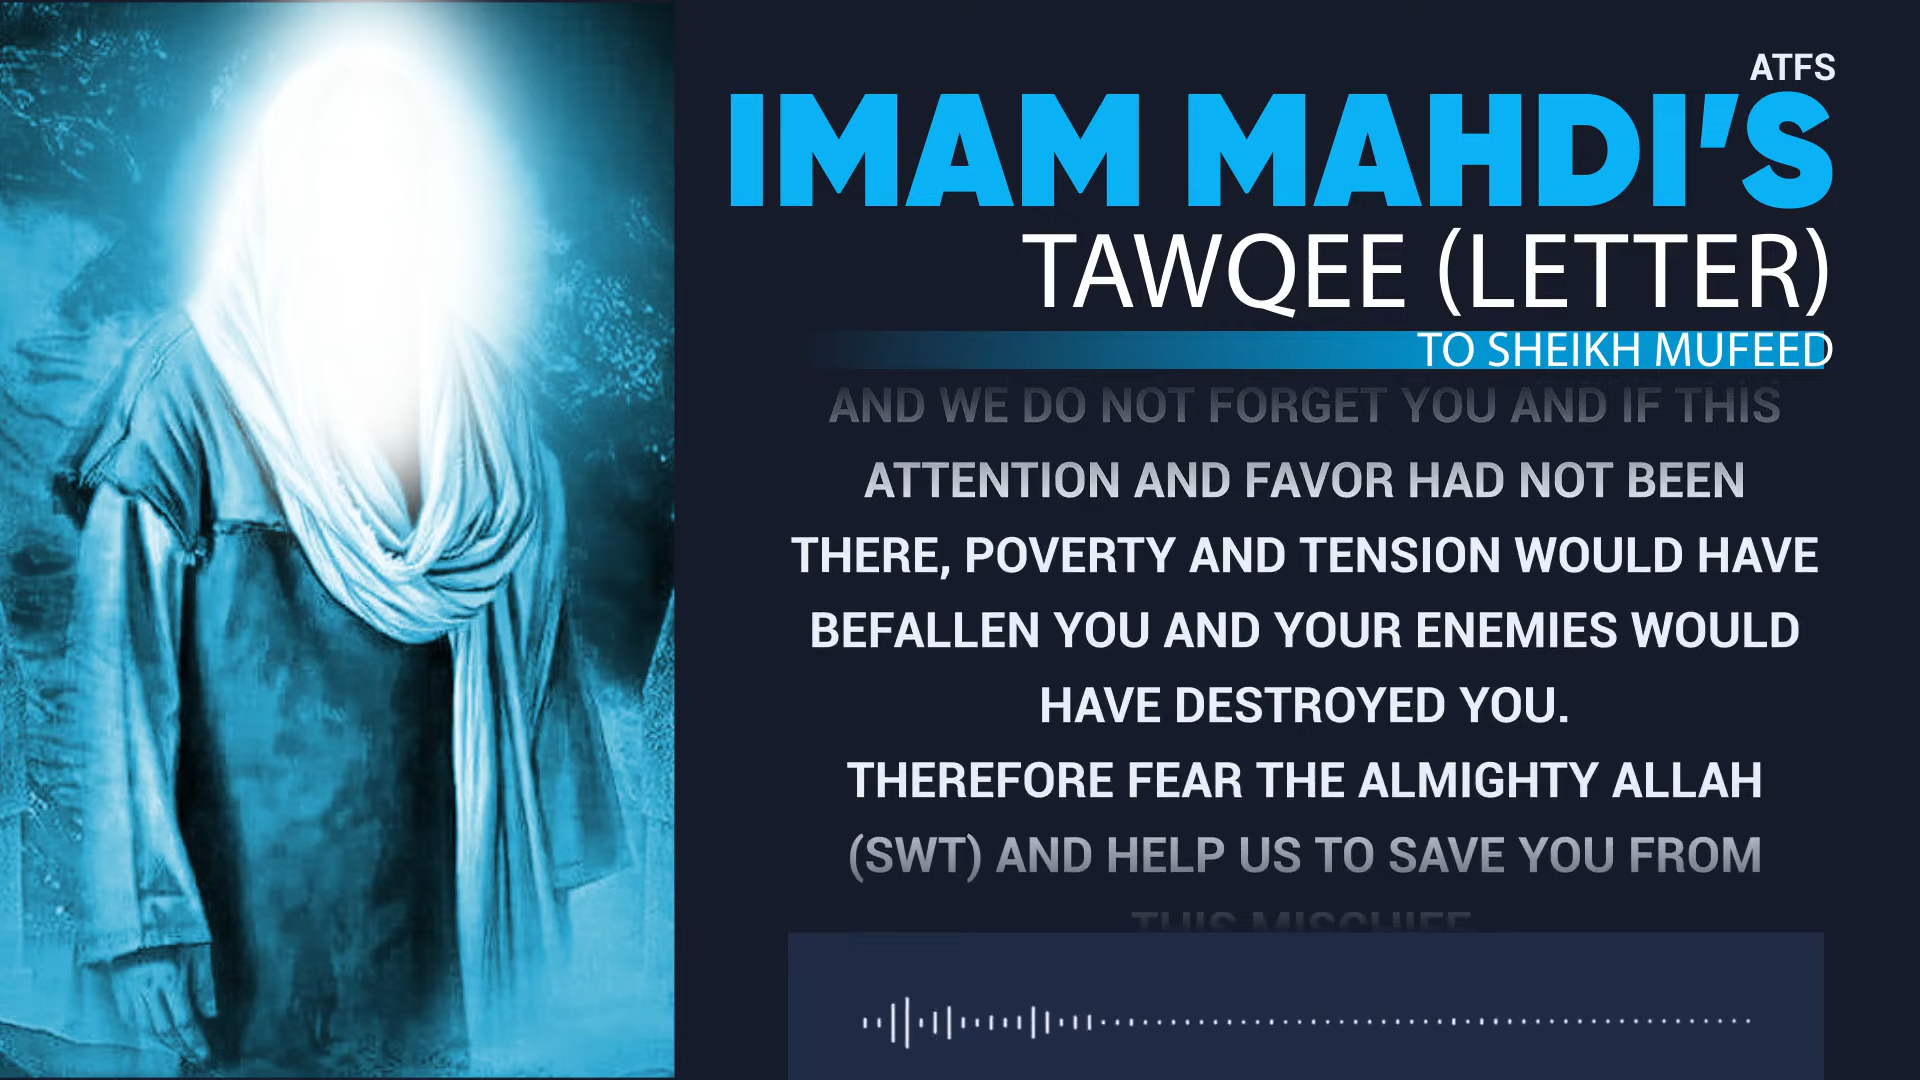 ATFS
IMAM MAHDI'S
TAWQEE (LETTER)
TO SHEIKH MUFEED
AND WE DO NOT FORGET YOU AND IF THIS
ATTENTION AND FAVOR HAD NOT BEEN
THERE, POVERTY AND TENSION WOULD HAVE
BEFALLEN YOU AND YOUR ENEMIES WOULD
HAVE DESTROYED YOU.
THEREFORE FEAR THE ALMIGHTY ALLAH
(SWT) AND HELP US TO SAVE YOU FROM
THIS MISCHIEF